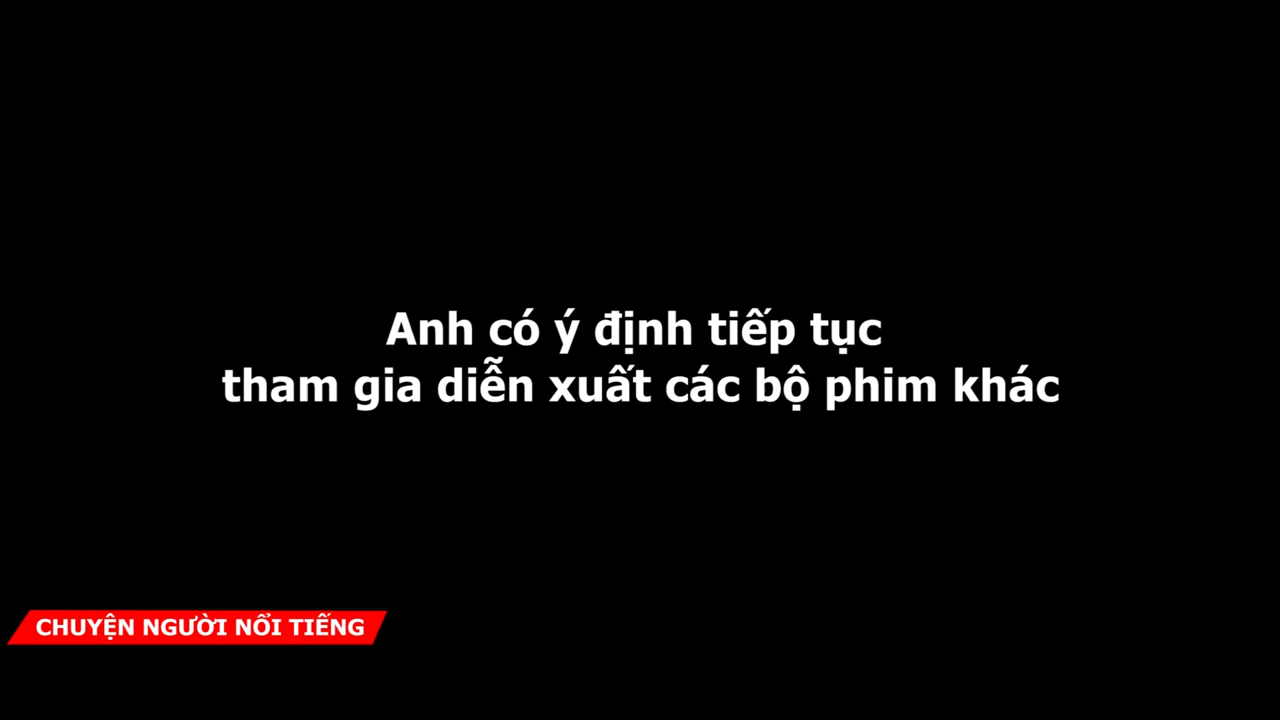 Anh có ý định tiếp tục
tham gia diễn xuất các bộ phim khác
CHUYỆN NGƯỜI NỔI TIẾNG